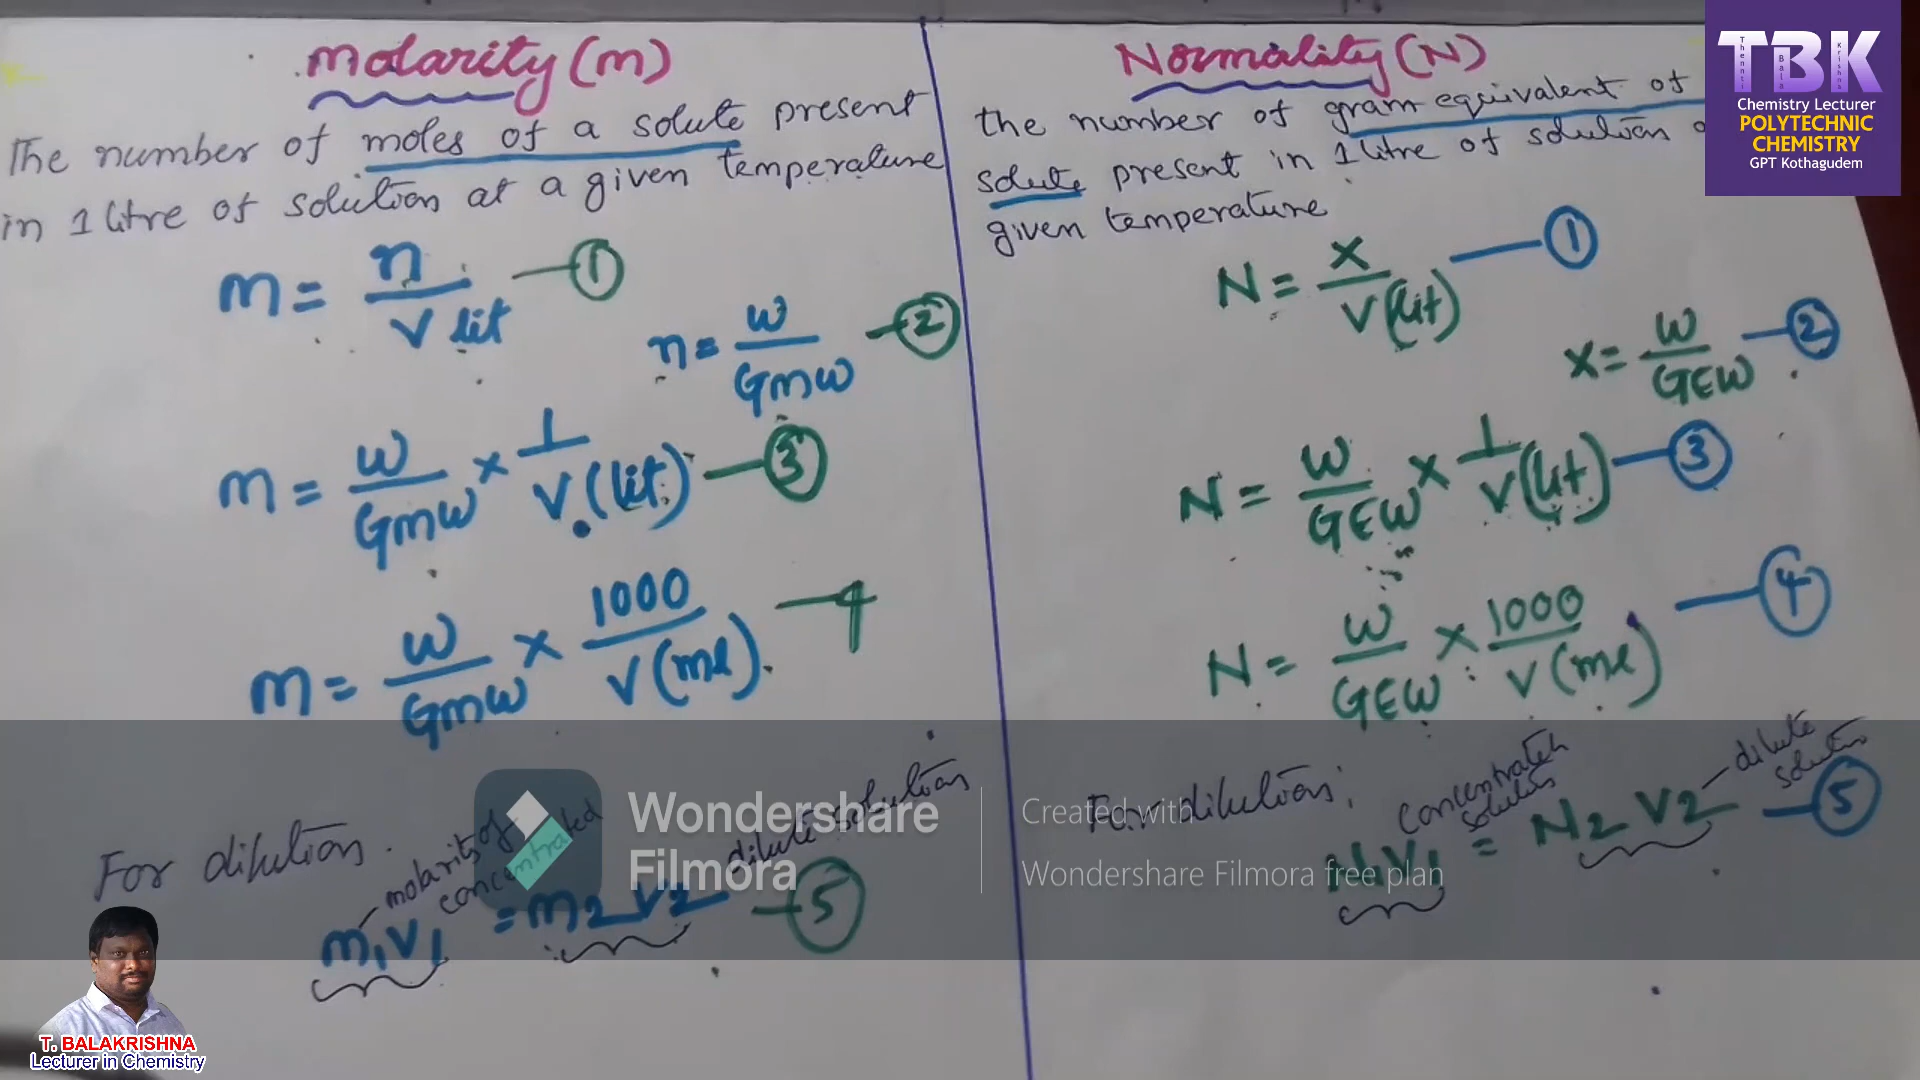 Molarity (m)
The number of moles of a solute present
in 1 litre of solution at a given temperature
m = n / V lit — ①
n = W / GMW — ②
m = W / GMW × 1 / V (lit) — ③
m = W / GMW × 1000 / V (ml). — 4
For dilution.
molarity of
concentrated
dilute solution
m1V1 = m2V2 — ⑤
Normality (N)
the number of gram equivalent of
solute present in 1 litre of solution
given temperature
N = x / V (lit) — ①
x = W / GEW — ②
N = W / GEW × 1 / V (lit) — ③
N = W / GEW × 1000 / V (ml) — ④
For dilution;
concentrated
solution
dilute
solution
N1V1 = N2V2 — ⑤
TBK
Thennti
Bala
Krishna
Chemistry Lecturer
POLYTECHNIC
CHEMISTRY
GPT Kothagudem
Wondershare
Filmora
Created with
Wondershare Filmora free plan
T. BALAKRISHNA
Lecturer in Chemistry